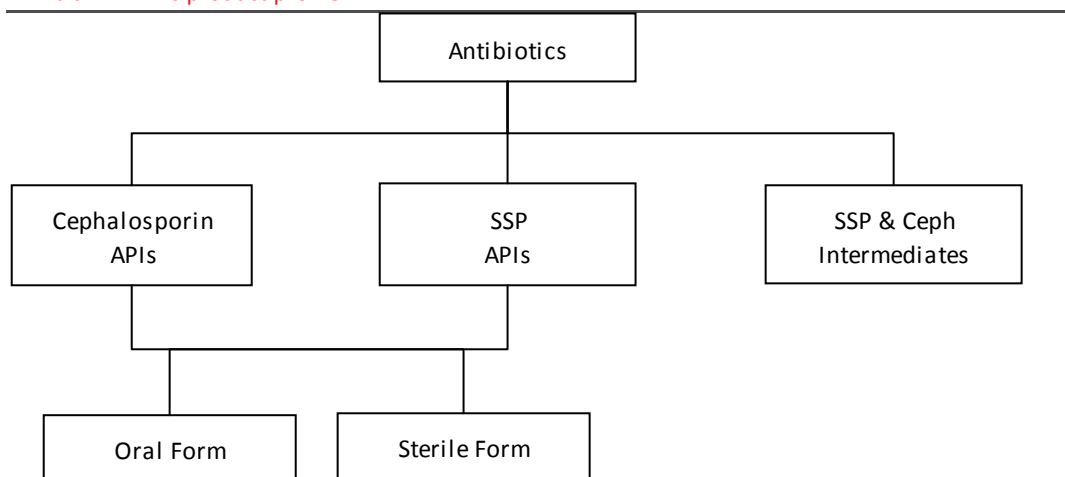 Antibiotics
Cephalosporin
APIs
SSP
APIs
SSP & Ceph
Intermediates
Oral Form
Sterile Form